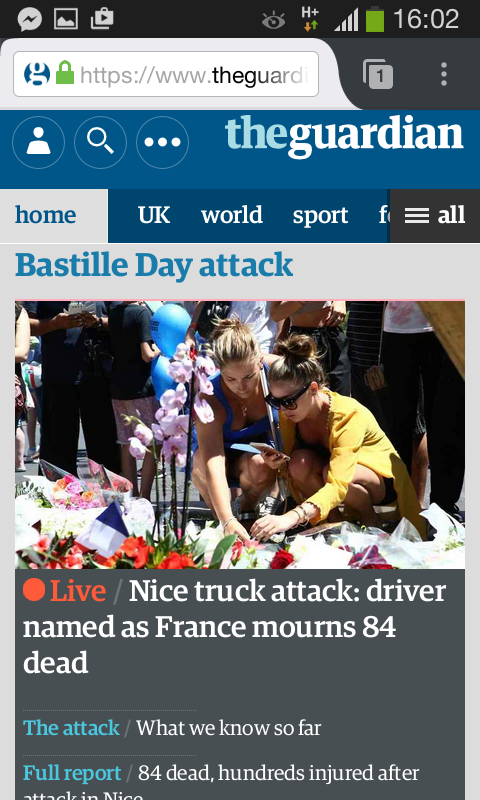 H+
16:02
https://www.theguardi
1
theguardian
home UK world sport all
Bastille Day attack
Live / Nice truck attack: driver
named as France mourns 84
dead
The attack / What we know so far
Full report / 84 dead, hundreds injured after
attack in Nice